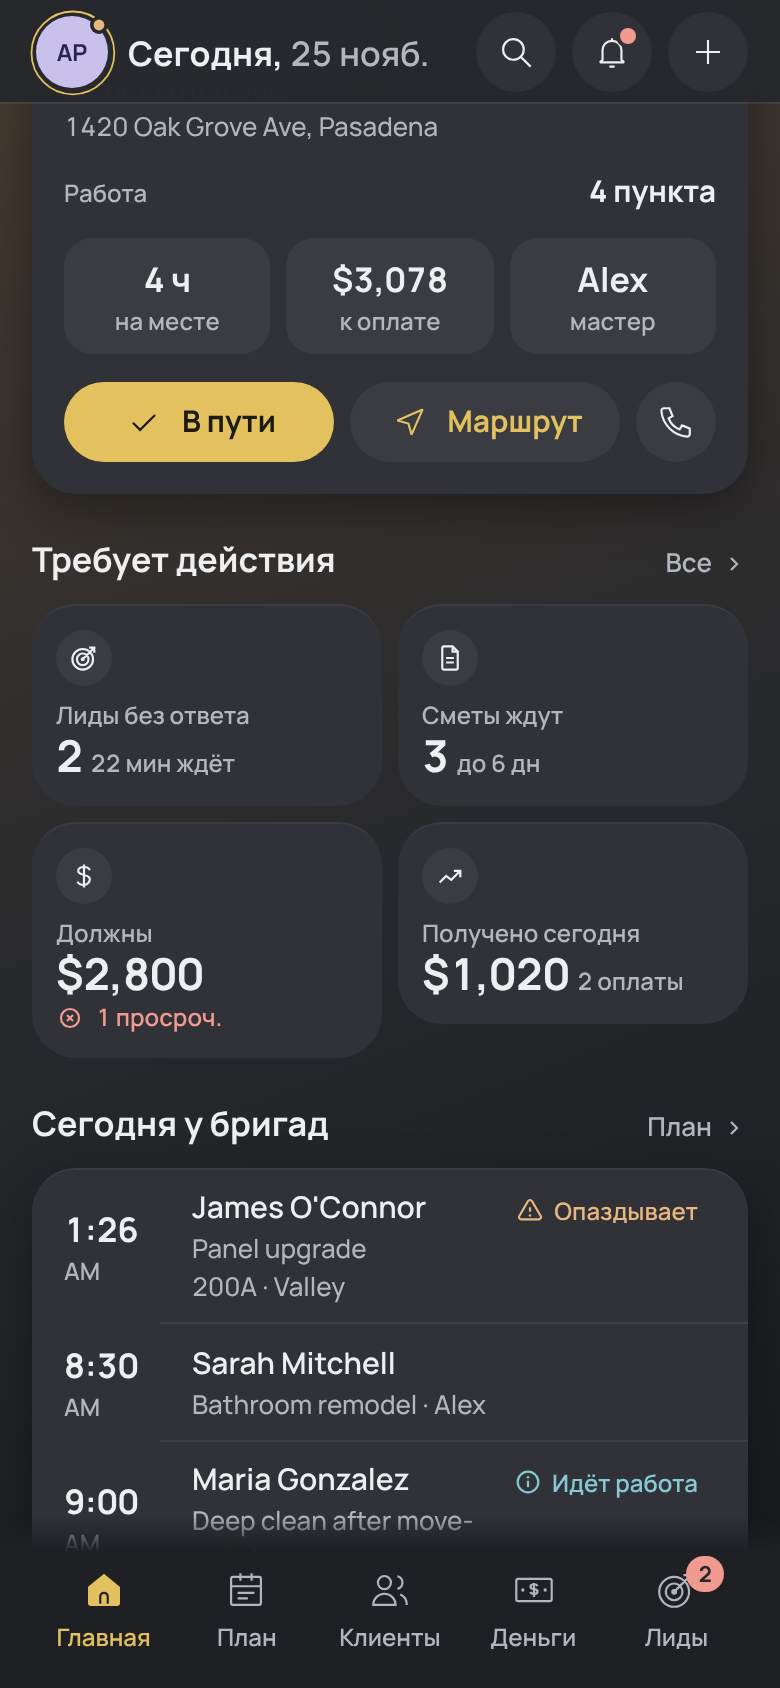 AP
Сегодня, 25 нояб.
1420 Oak Grove Ave, Pasadena
Работа
4 пункта
4 ч
на месте
$3,078
к оплате
Alex
мастер
В пути
Маршрут
Требует действия
Все
Лиды без ответа
2 22 мин ждёт
Сметы ждут
3 до 6 дн
$
Должны
$2,800
1 просроч.
Получено сегодня
$1,020 2 оплаты
Сегодня у бригад
План
1:26
AM
James O'Connor
Опаздывает
Panel upgrade
200A · Valley
8:30
AM
Sarah Mitchell
Bathroom remodel · Alex
9:00
AM
Maria Gonzalez
Идёт работа
Deep clean after move-
2
Главная
План
Клиенты
Деньги
Лиды